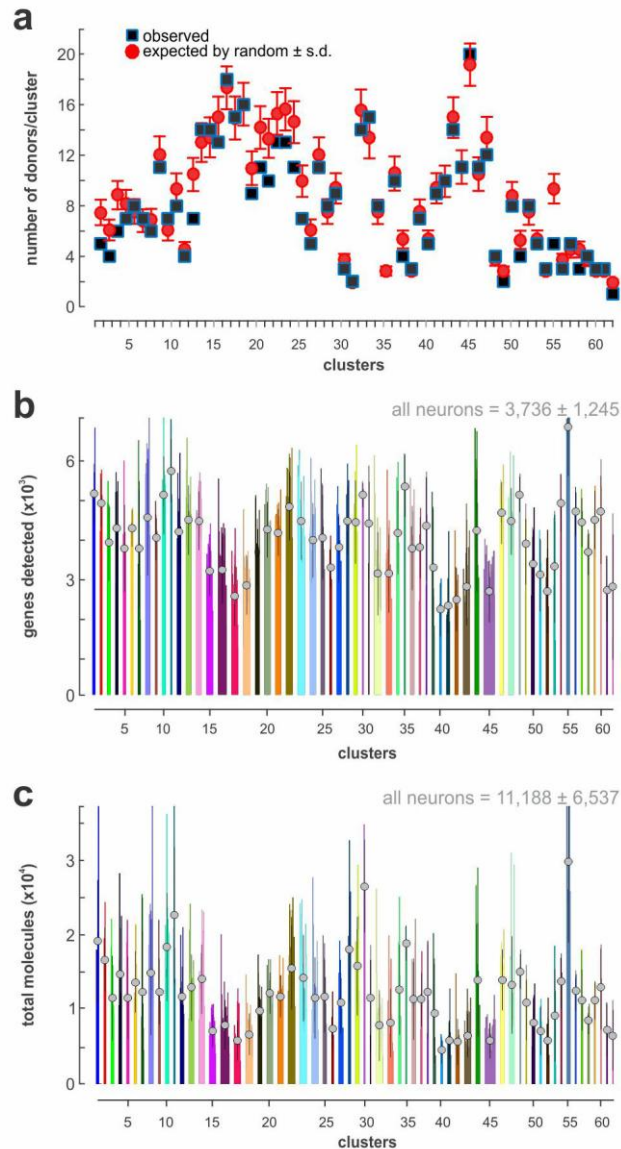 a
observed
expected by random ± s.d.
number of donors/cluster
20
16
12
8
4
0
5 10 15 20 25 30 35 40 45 50 55 60
clusters
b
all neurons = 3,736 ± 1,245
genes detected (x10³)
6
3
0
5 10 15 20 25 30 35 40 45 50 55 60
clusters
c
all neurons = 11,188 ± 6,537
total molecules (x10⁴)
3
2
1
0
5 10 15 20 25 30 35 40 45 50 55 60
clusters